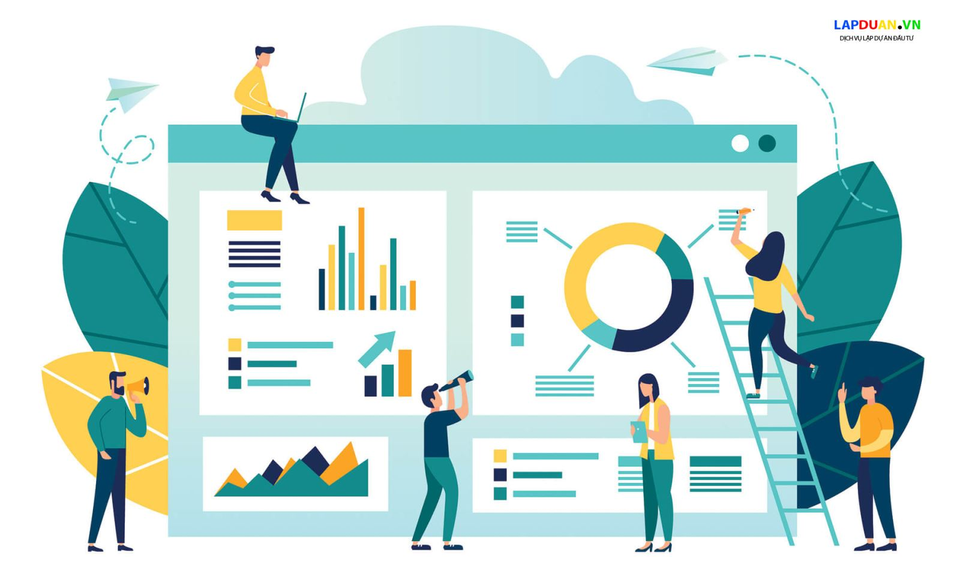 LAPDUAN.VN
DỊCH VỤ LẬP DỰ ÁN ĐẦU TƯ